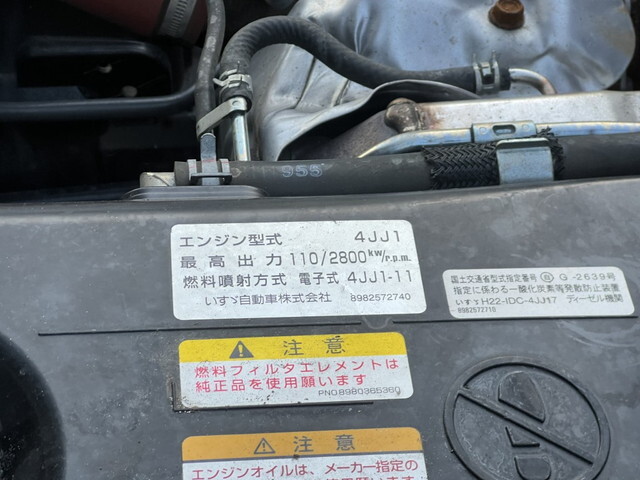 955
エンジン型式 4JJ1
最高出力 110/2800 kW/r.p.m.
燃料噴射方式 電子式 4JJ1-11
いすゞ自動車株式会社 8982572740
国土交通省型式指定番号 G-2639号
指定に係わる一酸化炭素等発散防止装置
いすゞH22-IDC-4JJ17 ディーゼル機関
8982572710
注意
燃料フィルタエレメントは
純正品を使用願います
PNO.8980365360
注意
エンジンオイルは、メーカー指定の